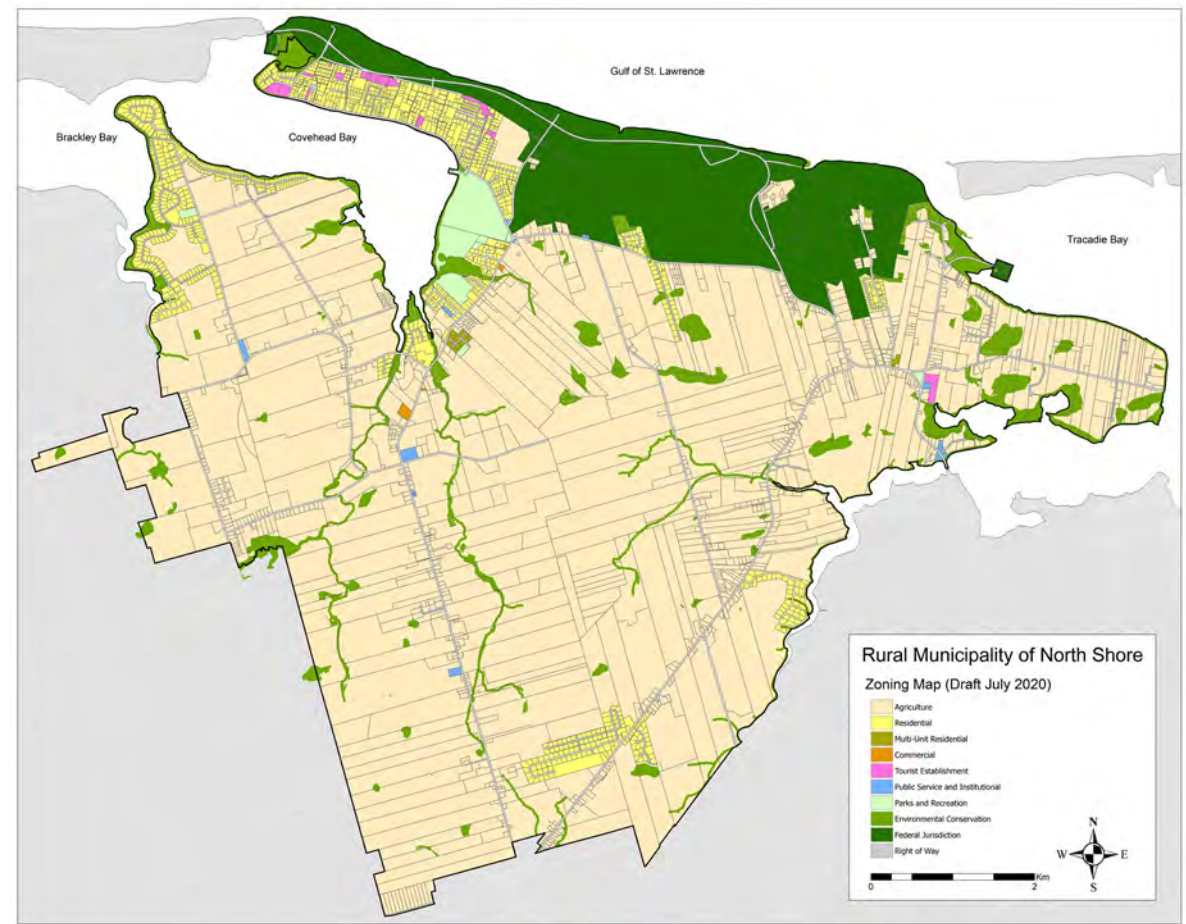 Gulf of St. Lawrence
Brackley Bay
Covehead Bay
Tracadie Bay
Rural Municipality of North Shore
Zoning Map (Draft July 2020)
Agriculture
Residential
Multi-Unit Residential
Commercial
Tourist Establishment
Public Service and Institutional
Parks and Recreation
Environmental Conservation
Federal Jurisdiction
Right of Way
N
W E
S
Km
0 2